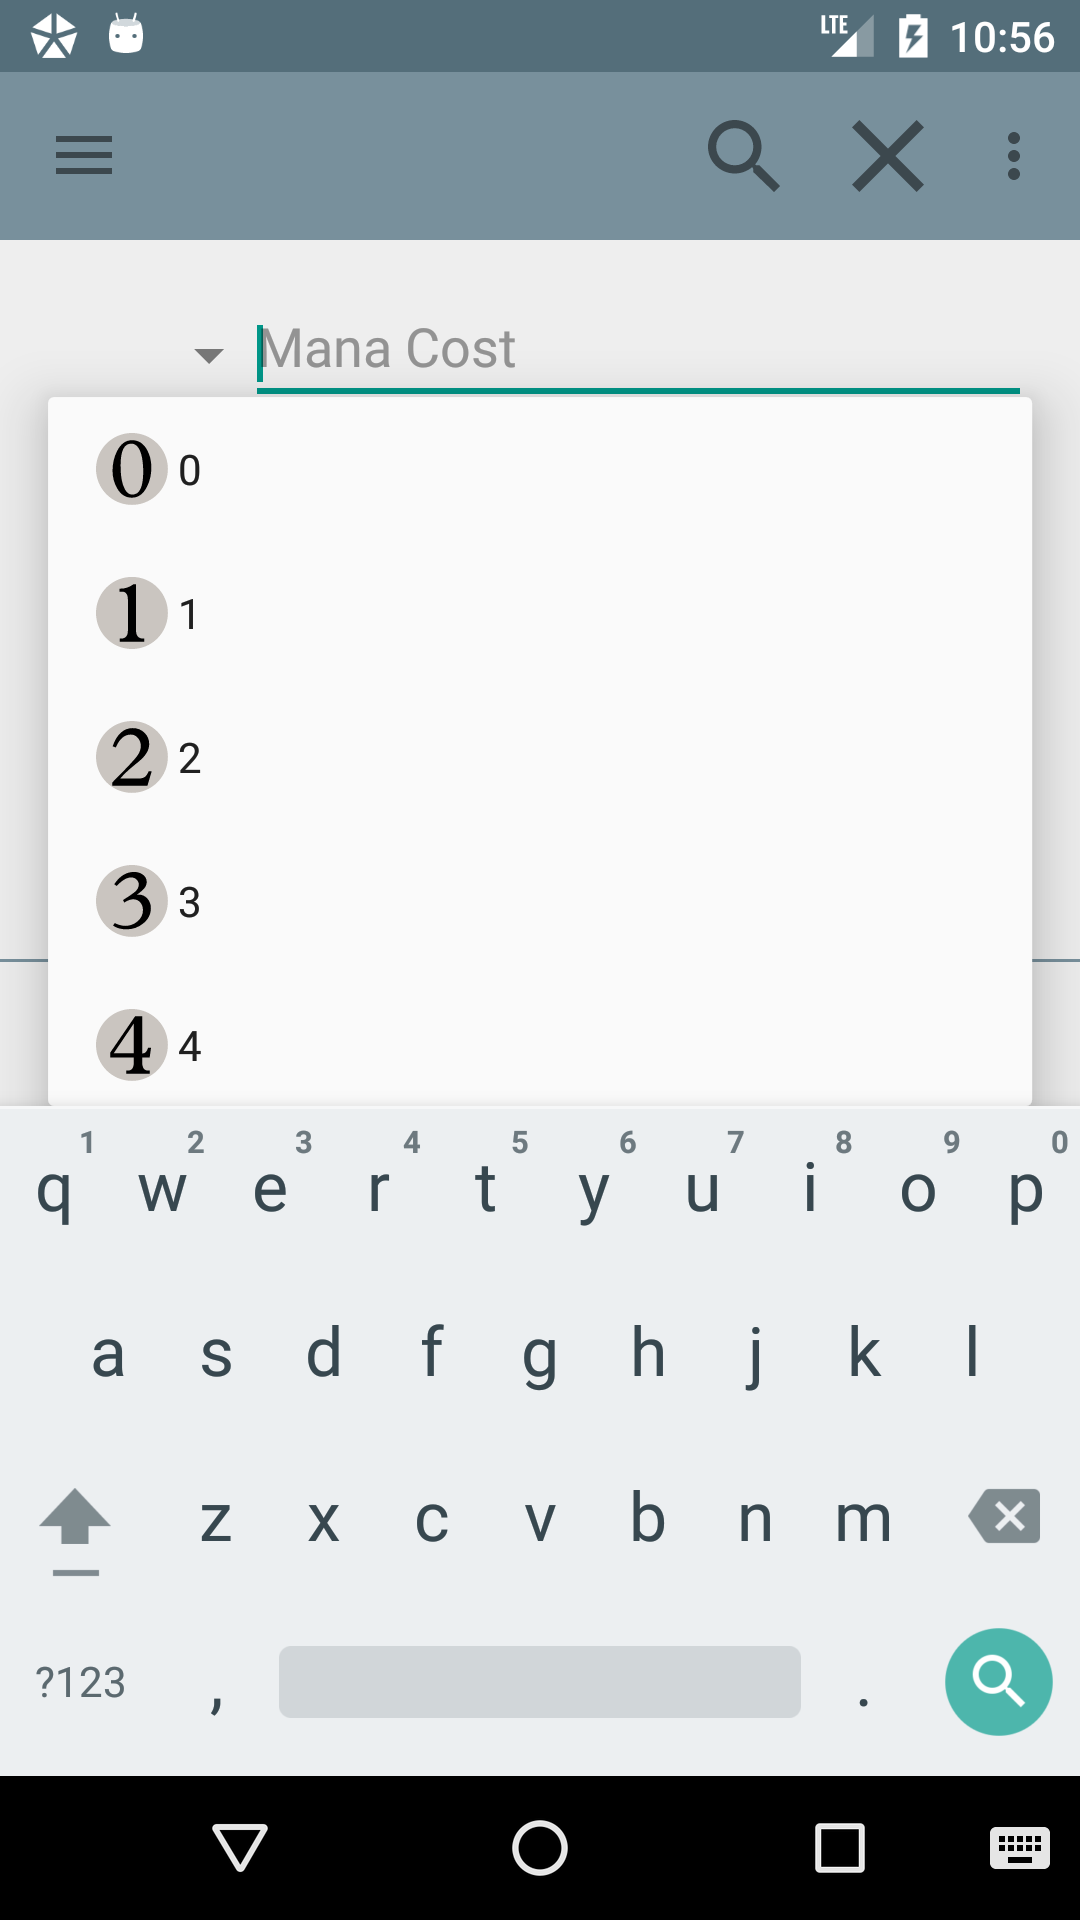 LTE 10:56
Mana Cost
0 0
1 1
2 2
3 3
4 4
1 2 3 4 5 6 7 8 9 0
q w e r t y u i o p
a s d f g h j k l
z x c v b n m
?123 , .